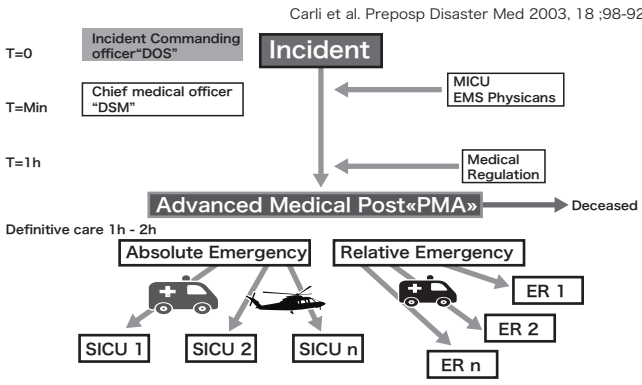 Carli et al. Preposp Disaster Med 2003, 18 ;98-92
T=0
Incident Commanding
officer“DOS”
Incident
T=Min
Chief medical officer
“DSM”
MICU
EMS Physicans
T=1h
Medical
Regulation
Advanced Medical Post«PMA»
Deceased
Definitive care 1h - 2h
Absolute Emergency
Relative Emergency
ER 1
ER 2
SICU 1
SICU 2
SICU n
ER n